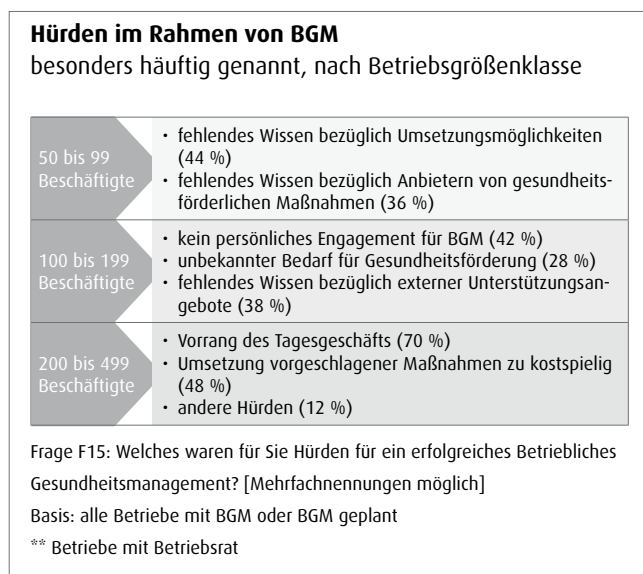 Hürden im Rahmen von BGM
besonders häufig genannt, nach Betriebsgrößenklasse
50 bis 99
Beschäftigte
• fehlendes Wissen bezüglich Umsetzungsmöglichkeiten
(44 %)
• fehlendes Wissen bezüglich Anbietern von gesundheits-
förderlichen Maßnahmen (36 %)
100 bis 199
Beschäftigte
• kein persönliches Engagement für BGM (42 %)
• unbekannter Bedarf für Gesundheitsförderung (28 %)
• fehlendes Wissen bezüglich externer Unterstützungsan-
gebote (38 %)
200 bis 499
Beschäftigte
• Vorrang des Tagesgeschäfts (70 %)
• Umsetzung vorgeschlagener Maßnahmen zu kostspielig
(48 %)
• andere Hürden (12 %)
Frage F15: Welches waren für Sie Hürden für ein erfolgreiches Betriebliches
Gesundheitsmanagement? [Mehrfachnennungen möglich]
Basis: alle Betriebe mit BGM oder BGM geplant
** Betriebe mit Betriebsrat